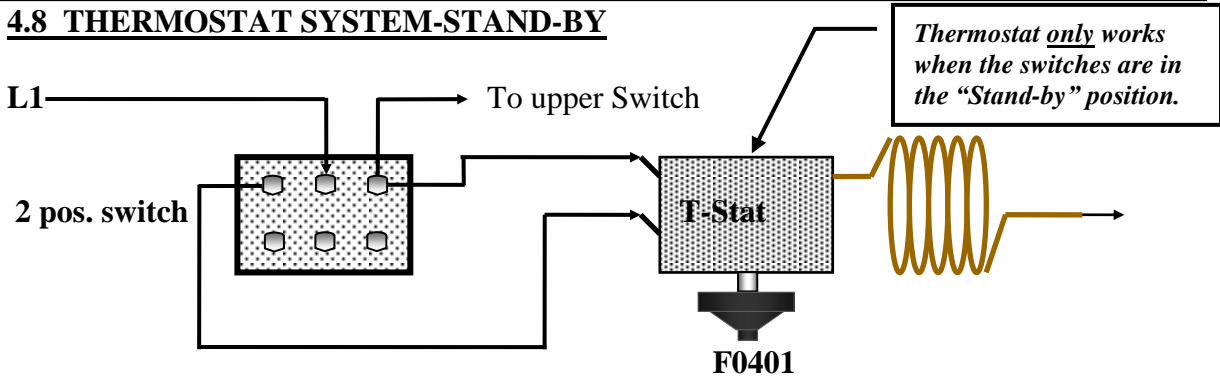 4.8 THERMOSTAT SYSTEM-STAND-BY
Thermostat only works
when the switches are in
the “Stand-by” position.
L1
To upper Switch
2 pos. switch
T-Stat
F0401